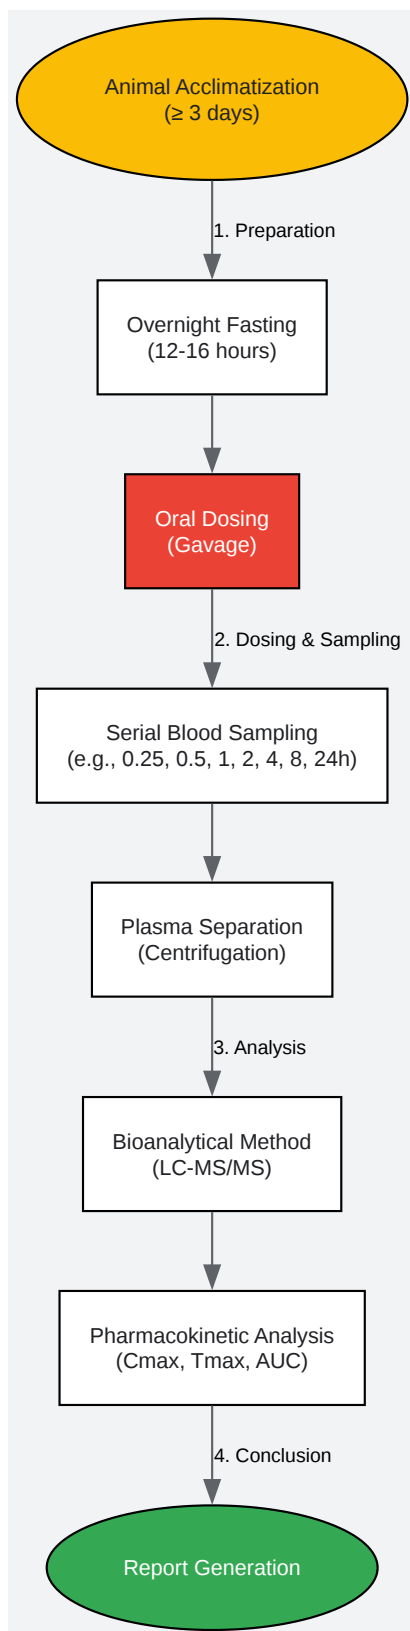 Animal Acclimatization
(≥ 3 days)
1. Preparation
Overnight Fasting
(12-16 hours)
Oral Dosing
(Gavage)
2. Dosing & Sampling
Serial Blood Sampling
(e.g., 0.25, 0.5, 1, 2, 4, 8, 24h)
Plasma Separation
(Centrifugation)
3. Analysis
Bioanalytical Method
(LC-MS/MS)
Pharmacokinetic Analysis
(Cmax, Tmax, AUC)
4. Conclusion
Report Generation